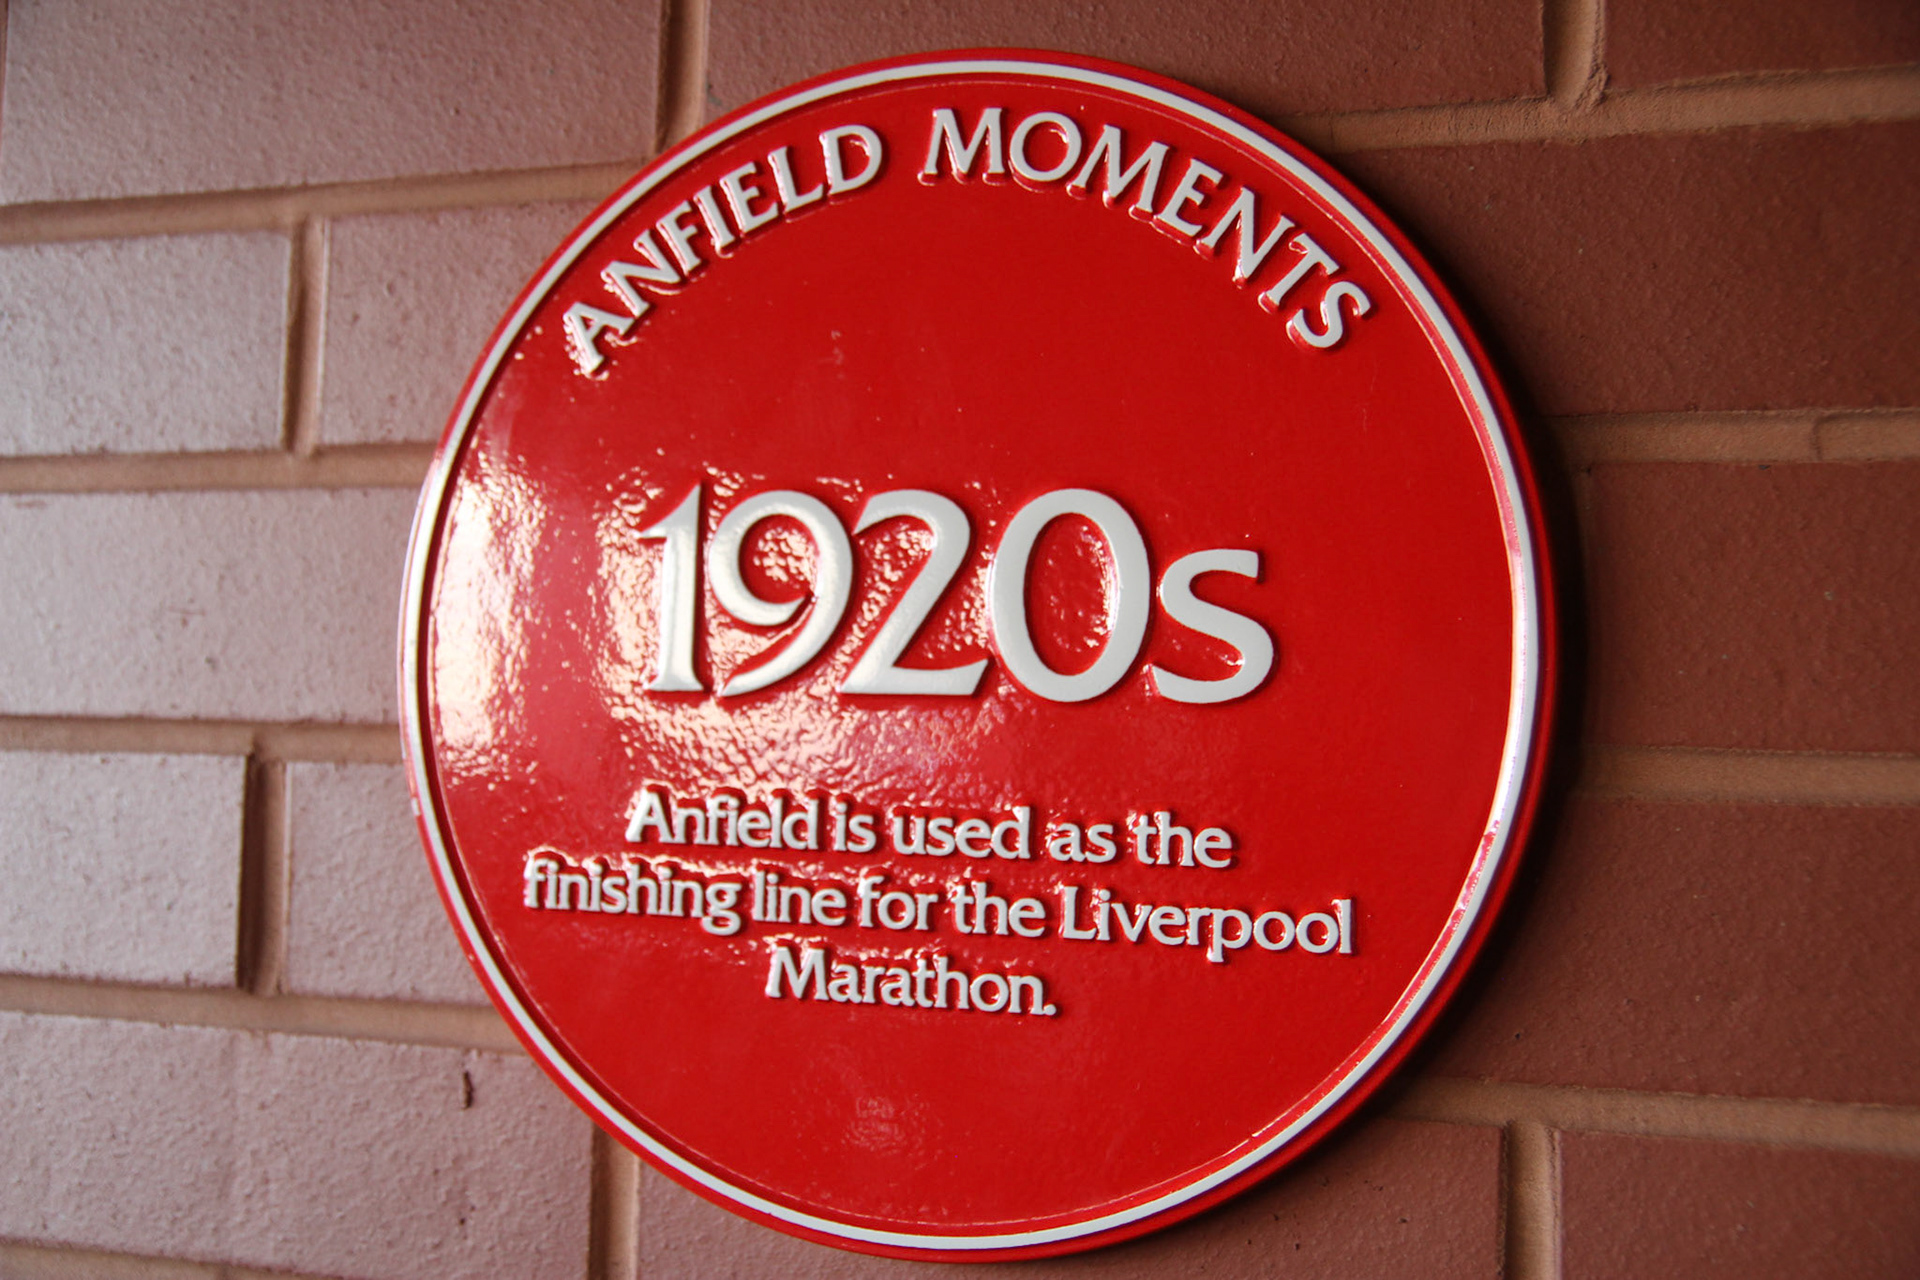 ANFIELD MOMENTS
1920s
Anfield is used as the
finishing line for the Liverpool
Marathon.